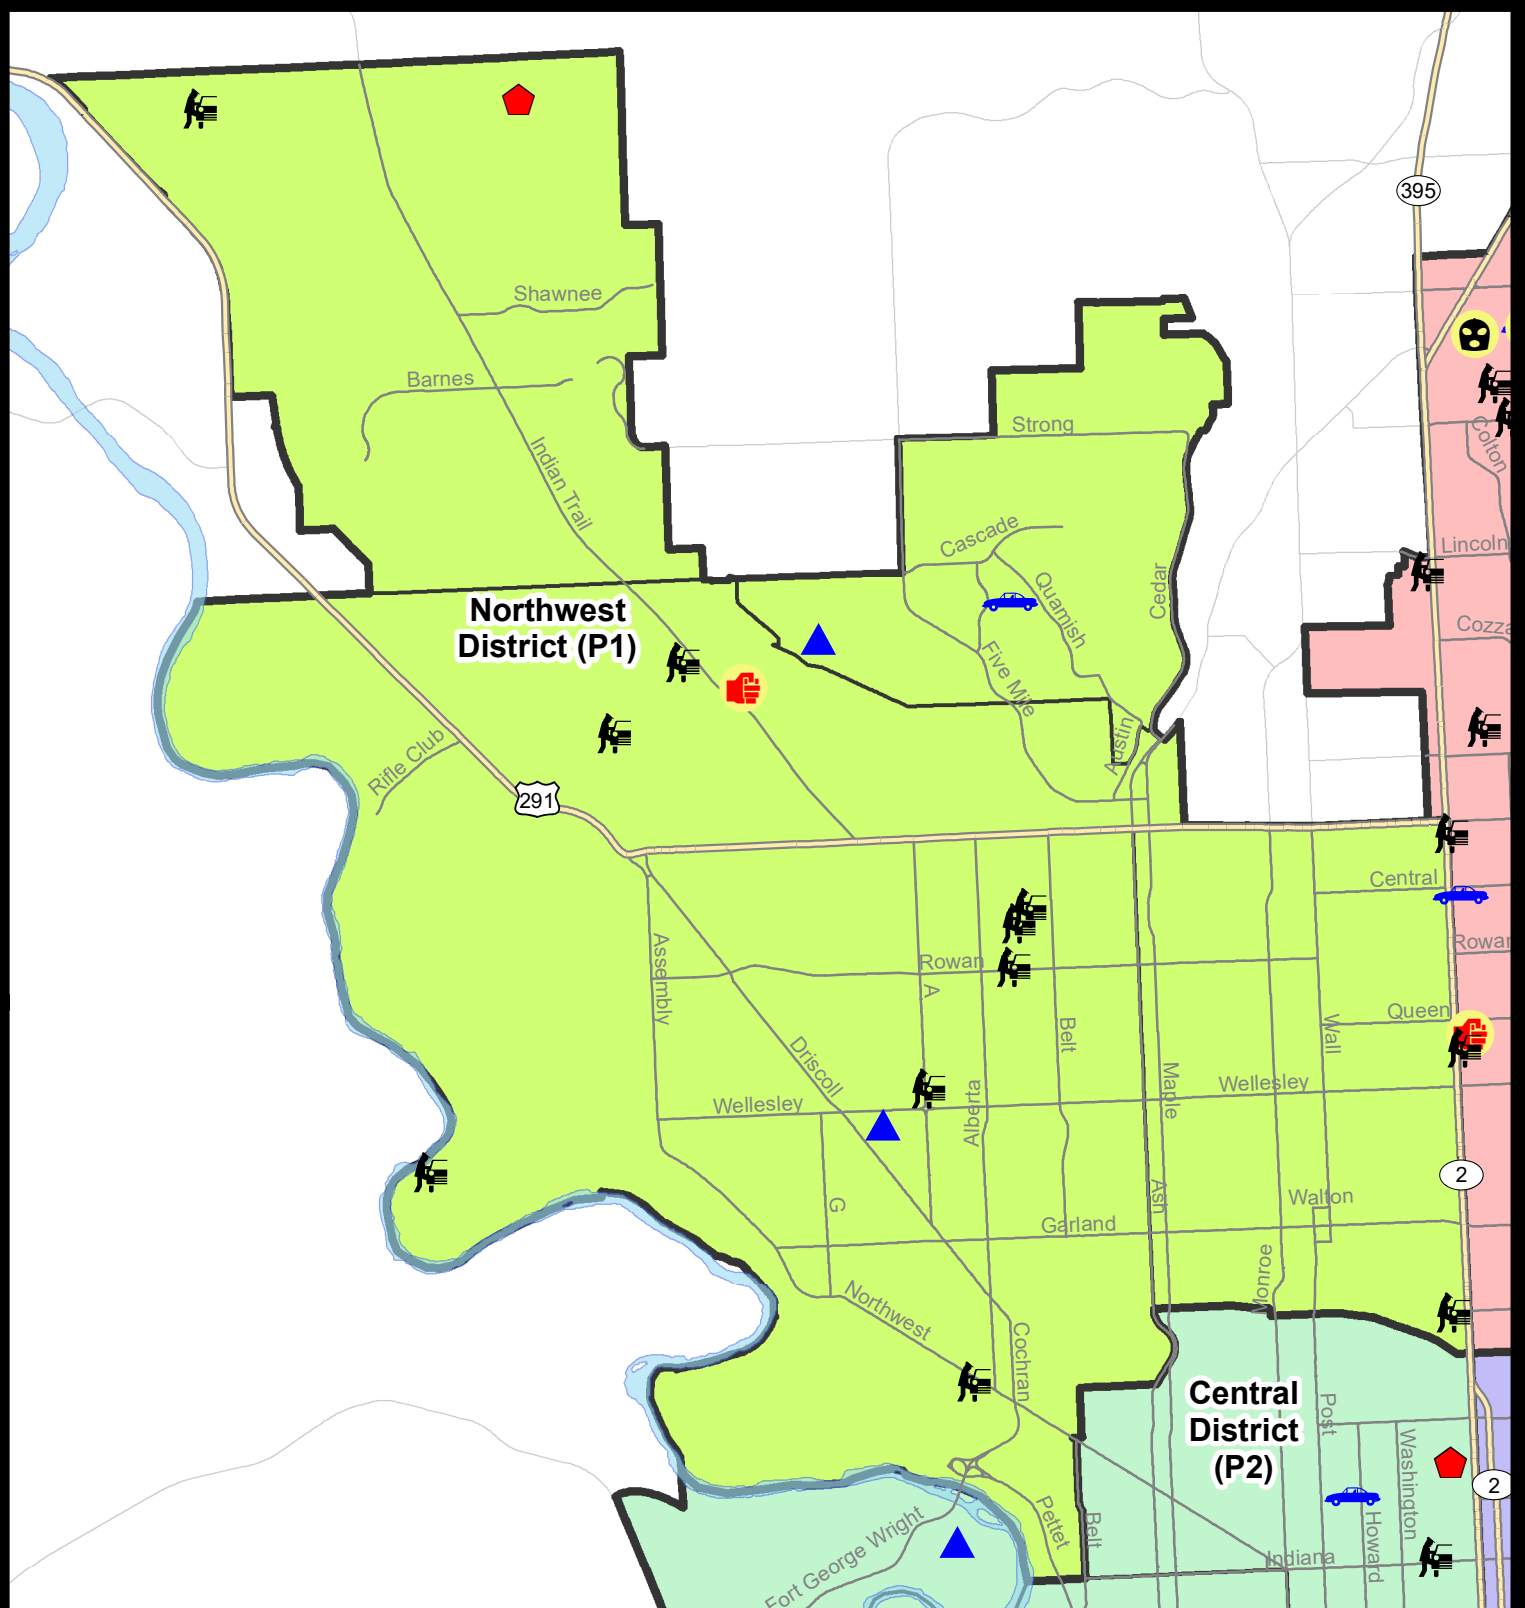 395
Shawnee
Barnes
Strong
Colton
Indian Trail
Cascade
Lincoln
Quamish
Cedar
Northwest
District (P1)
Cozza
Five Mile
Austin
Rifle Club
291
Central
Assembly
Rowan
Rowan
A
Queen
Belt
Wall
Driscoll
Maple
Wellesley
Wellesley
Alberta
2
Ash
Walton
G
Garland
Monroe
Northwest
Cochran
Central
District
(P2)
Post
Washington
2
Pettet
Belt
Howard
Fort George Wright
Indiana